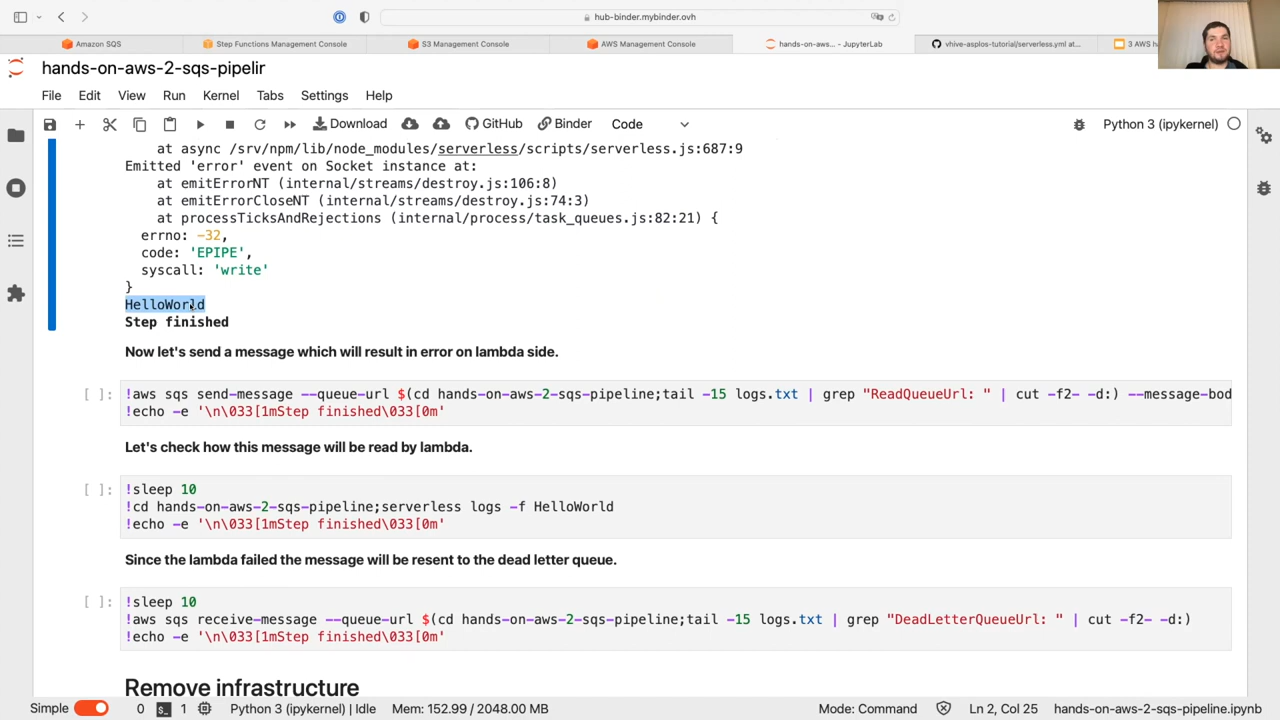 hub-binder.mybinder.ovh
Amazon SQS
Step Functions Management Console
S3 Management Console
AWS Management Console
hands-on-aws... - JupyterLab
vhive-asplos-tutorial/serverless.yml at...
3 AWS ha
hands-on-aws-2-sqs-pipelir
File Edit View Run Kernel Tabs Settings Help
Download GitHub Binder Code Python 3 (ipykernel)
at async /srv/npm/lib/node_modules/serverless/scripts/serverless.js:687:9
Emitted 'error' event on Socket instance at:
at emitErrorNT (internal/streams/destroy.js:106:8)
at emitErrorCloseNT (internal/streams/destroy.js:74:3)
at processTicksAndRejections (internal/process/task_queues.js:82:21) {
errno: -32,
code: 'EPIPE',
syscall: 'write'
}
HelloWorld
Step finished
Now let's send a message which will result in error on lambda side.
[ ]: !aws sqs send-message --queue-url $(cd hands-on-aws-2-sqs-pipeline;tail -15 logs.txt | grep "ReadQueueUrl: " | cut -f2- -d:) --message-bod
!echo -e '\n\033[1mStep finished\033[0m'
Let's check how this message will be read by lambda.
[ ]: !sleep 10
!cd hands-on-aws-2-sqs-pipeline;serverless logs -f HelloWorld
!echo -e '\n\033[1mStep finished\033[0m'
Since the lambda failed the message will be resent to the dead letter queue.
[ ]: !sleep 10
!aws sqs receive-message --queue-url $(cd hands-on-aws-2-sqs-pipeline;tail -15 logs.txt | grep "DeadLetterQueueUrl: " | cut -f2- -d:)
!echo -e '\n\033[1mStep finished\033[0m'
Remove infrastructure
Simple 0 1 Python 3 (ipykernel) | Idle Mem: 152.99 / 2048.00 MB Mode: Command Ln 2, Col 25 hands-on-aws-2-sqs-pipeline.ipynb